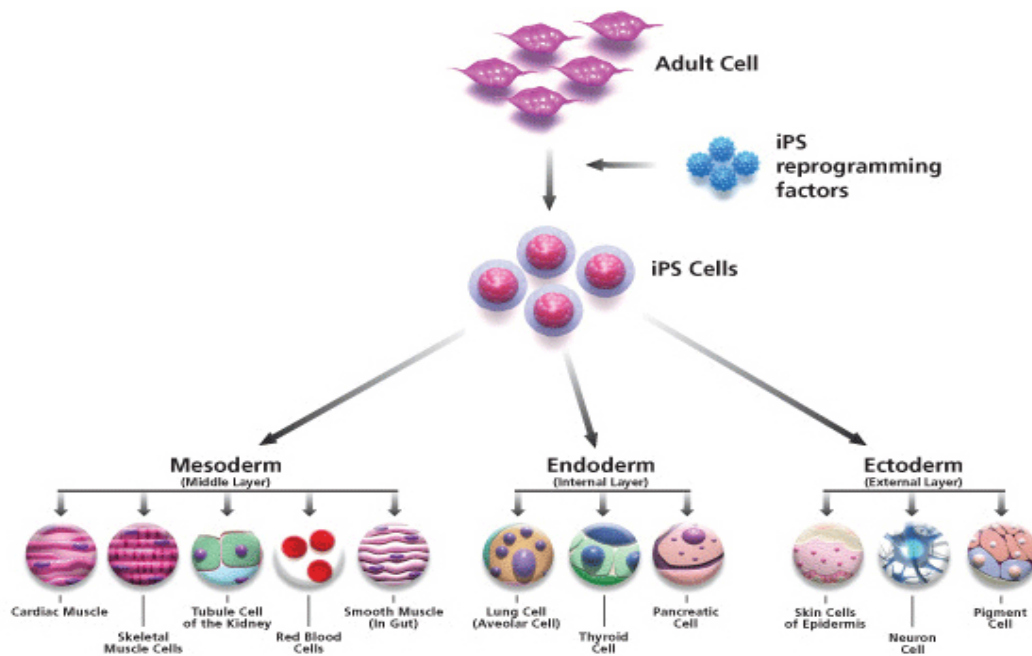 Adult Cell
iPS
reprogramming
factors
iPS Cells
Mesoderm
(Middle Layer)
Endoderm
(Internal Layer)
Ectoderm
(External Layer)
Cardiac Muscle
Skeletal
Muscle Cells
Tubule Cell
of the Kidney
Red Blood
Cells
Smooth Muscle
(In Gut)
Lung Cell
(Aveolar Cell)
Thyroid
Cell
Pancreatic
Cell
Skin Cells
of Epidermis
Neuron
Cell
Pigment
Cell